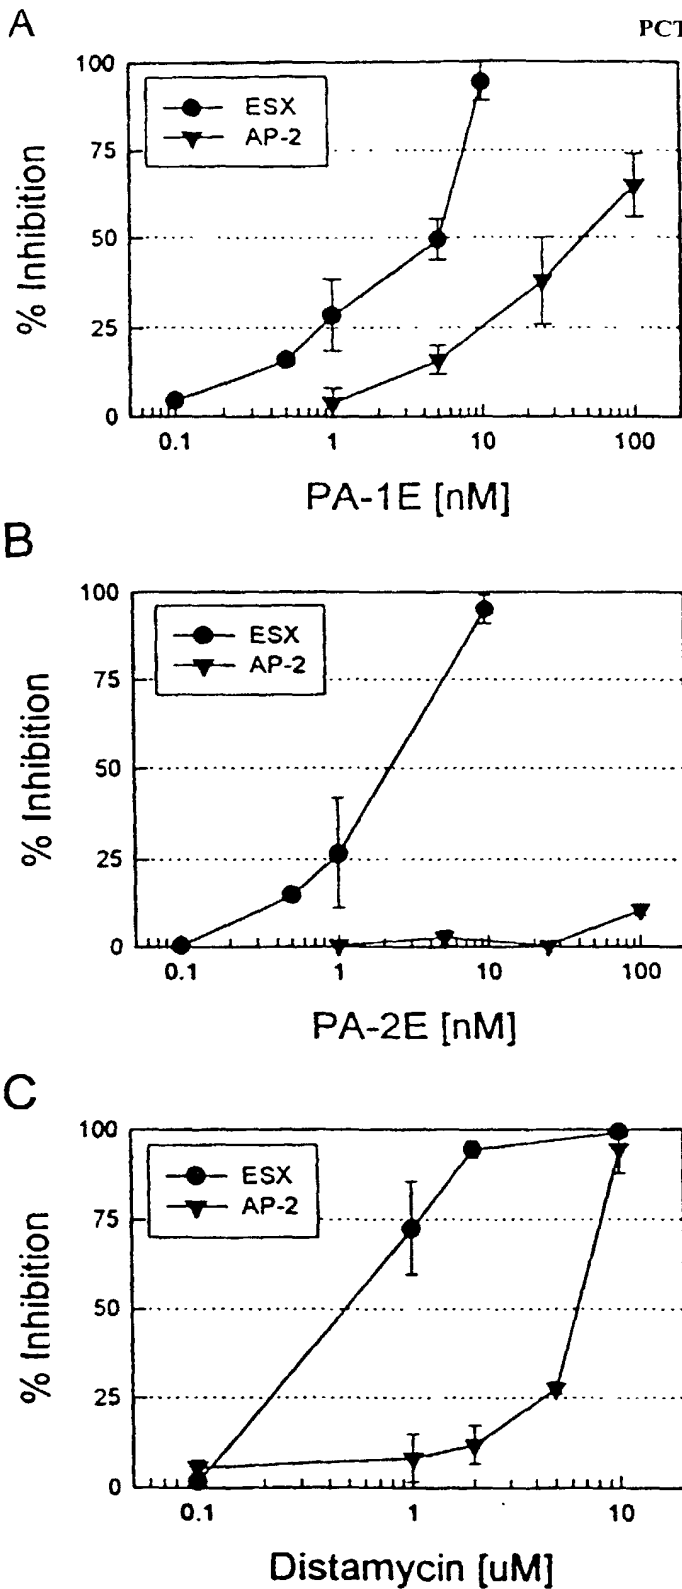 A
PCT
100
75
50
25
0
% Inhibition
ESX
AP-2
0.1 1 10 100
PA-1E [nM]
B
100
75
50
25
0
% Inhibition
ESX
AP-2
0.1 1 10 100
PA-2E [nM]
C
100
75
50
25
0
% Inhibition
ESX
AP-2
0.1 1 10
Distamycin [uM]